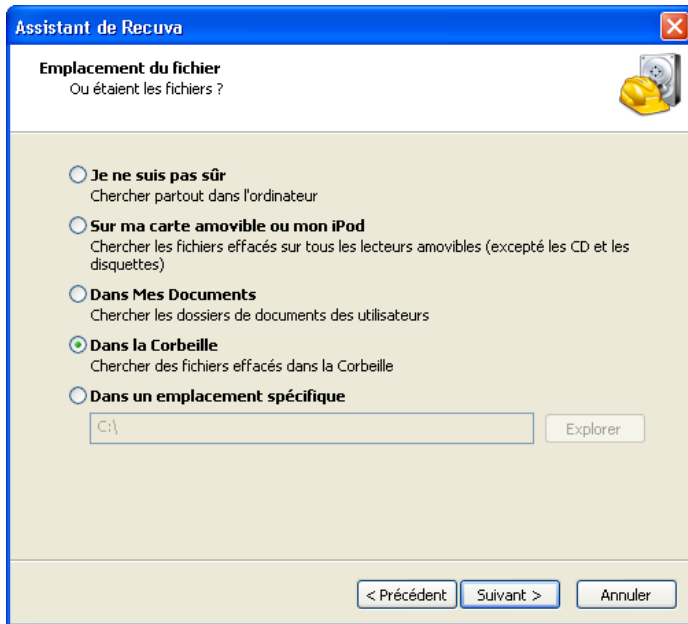 Assistant de Recuva
Emplacement du fichier
Ou étaient les fichiers ?
Je ne suis pas sûr
Chercher partout dans l'ordinateur
Sur ma carte amovible ou mon iPod
Chercher les fichiers effacés sur tous les lecteurs amovibles (excepté les CD et les
disquettes)
Dans Mes Documents
Chercher les dossiers de documents des utilisateurs
Dans la Corbeille
Chercher des fichiers effacés dans la Corbeille
Dans un emplacement spécifique
C:\
Explorer
< Précédent
Suivant >
Annuler